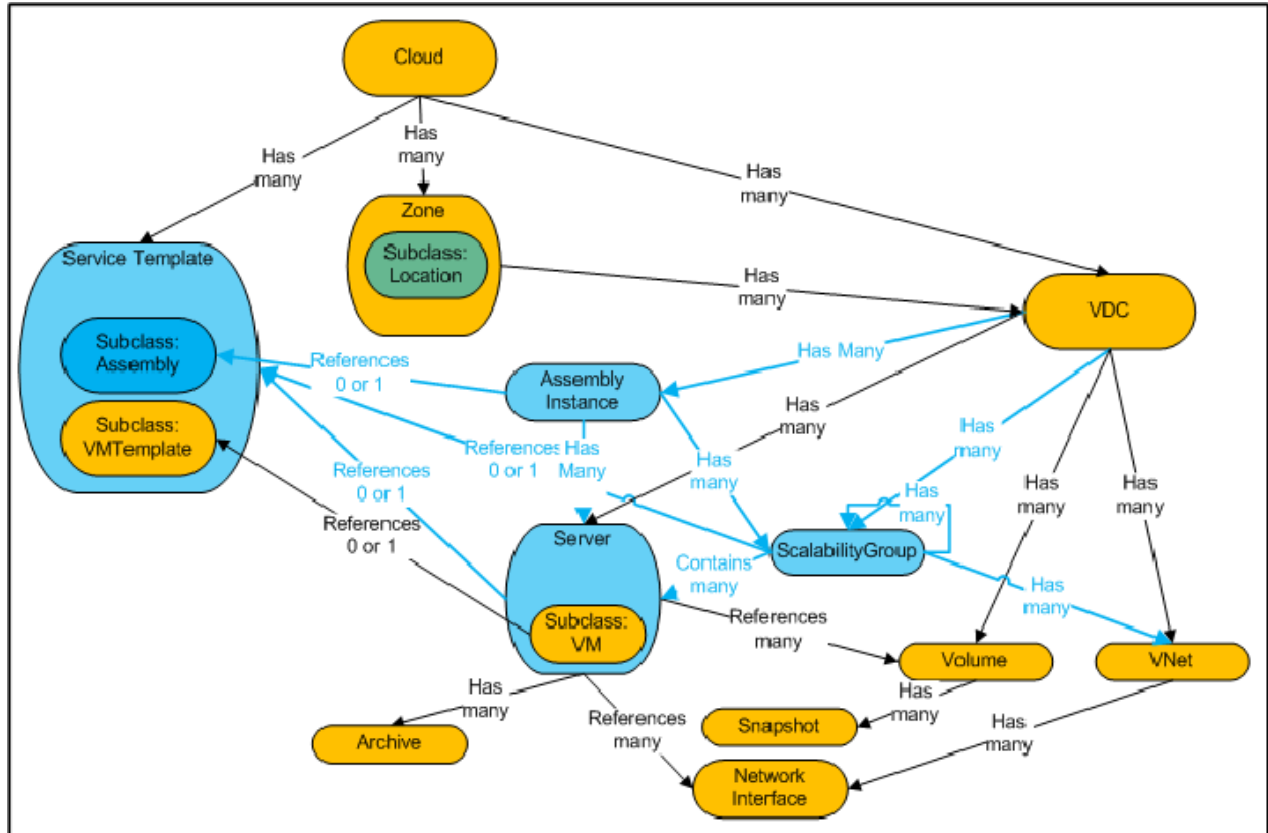 Cloud
Has
many
Has
many
Has
many
Zone
Subclass:
Location
Service Template
Has
many
VDC
Subclass:
Assembly
References
0 or 1
Has Many
Assembly
Instance
Subclass:
VMTemplate
Has
many
Has
many
References
0 or 1
Has
Many
References
0 or 1
Has
many
Has
many
Has
many
Has
many
References
0 or 1
Server
ScalabilityGroup
Contains
many
Has
many
Subclass:
VM
References
many
Volume
VNet
Has
many
Has
many
References
many
Snapshot
Has
many
Archive
Network
Interface